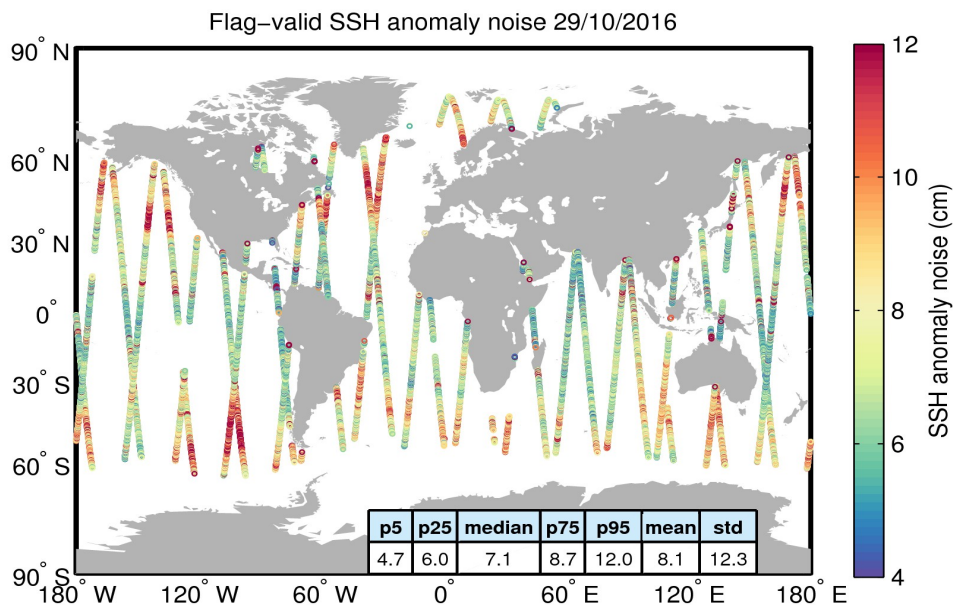 Flag−valid SSH anomaly noise 29/10/2016
90° N
60° N
30° N
0°
30° S
60° S
90° S
180° W
120° W
60° W
0°
60° E
120° E
180° E
p5 p25 median p75 p95 mean std
4.7 6.0 7.1 8.7 12.0 8.1 12.3
12
10
8
6
4
SSH anomaly noise (cm)